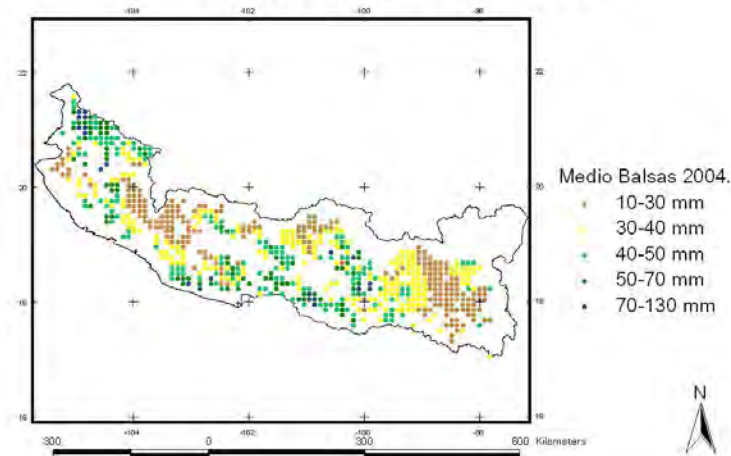 -104 -102 -100 -98
22 22
20 20
18 18
16 16
-104 -102 -100 -98
300 0 300 600 Kilometers
Medio Balsas 2004.
10-30 mm
30-40 mm
40-50 mm
50-70 mm
70-130 mm
N